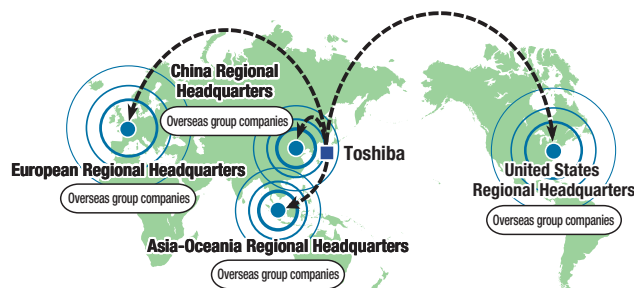 China Regional
Headquarters
Overseas group companies
Toshiba
European Regional Headquarters
Overseas group companies
United States
Regional Headquarters
Overseas group companies
Asia-Oceania Regional Headquarters
Overseas group companies